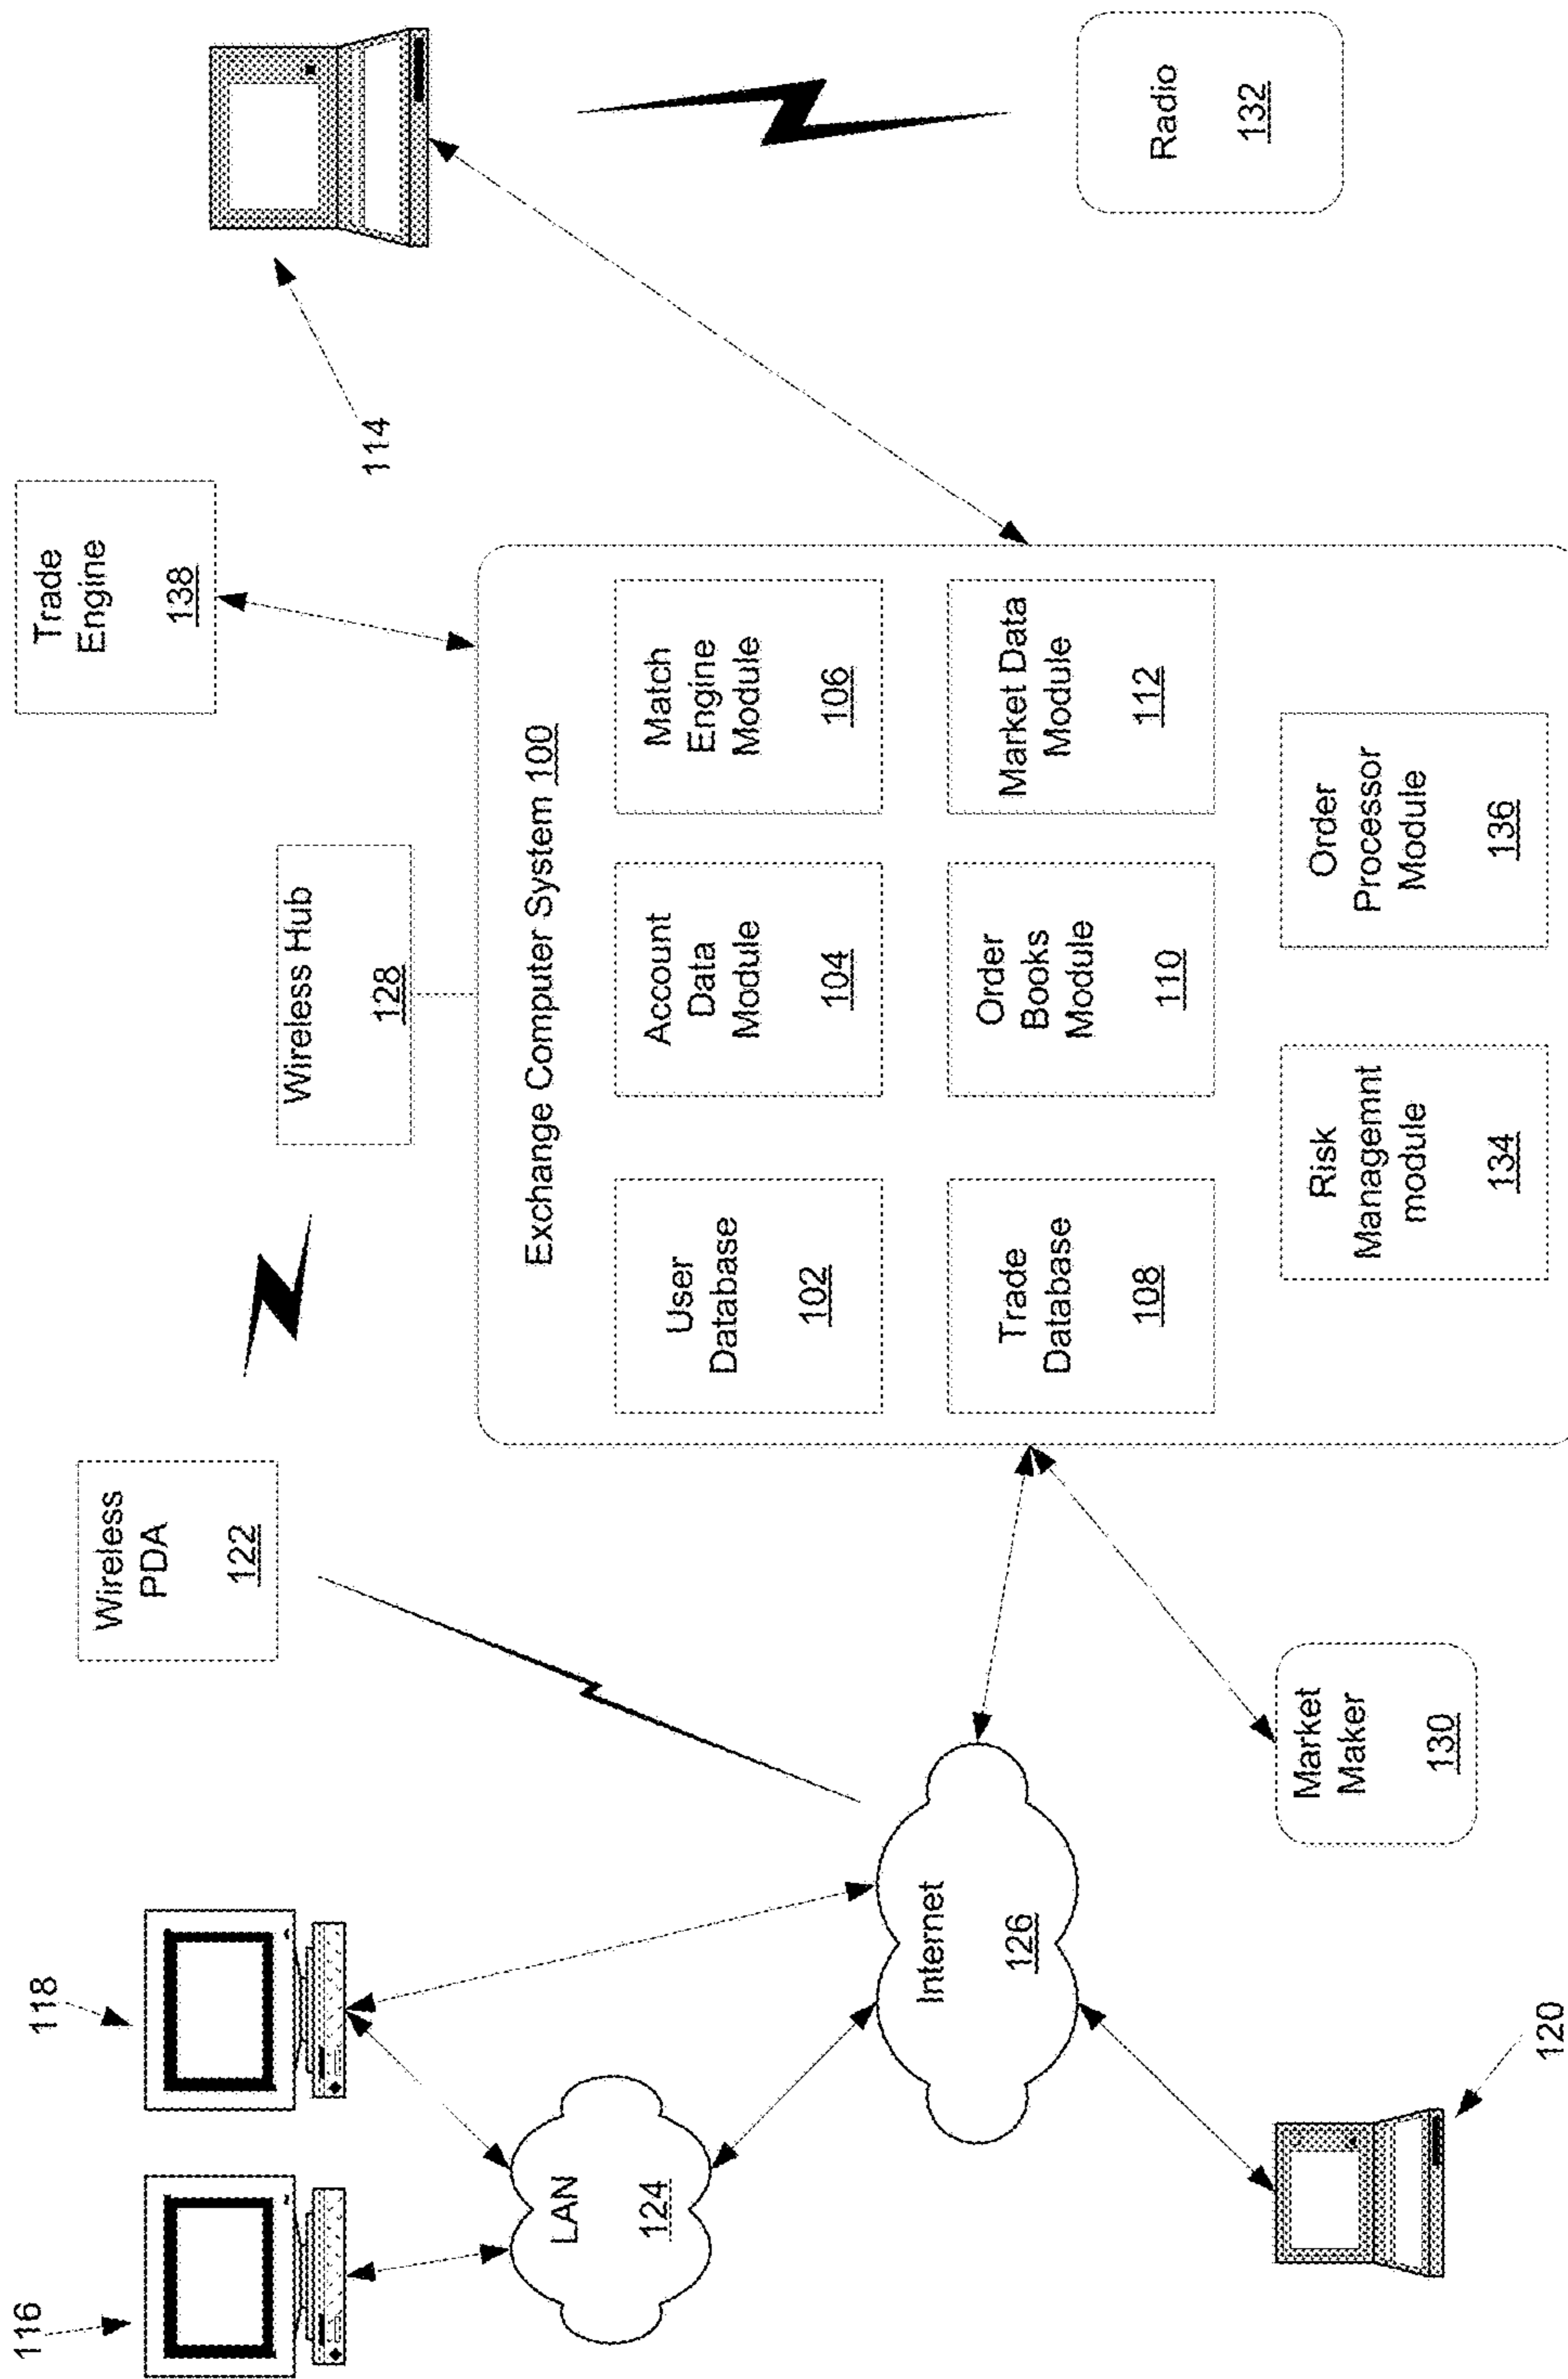 Trade
Engine
138
114
Wireless Hub
128
Wireless
PDA
122
118
116
Exchange Computer System 100
User
Database
102
Account
Data
Module
104
Match
Engine
Module
106
Trade
Database
108
Order
Books
Module
110
Market Data
Module
112
Risk
Managemnt
module
134
Order
Processor
Module
136
Radio
132
LAN
124
Internet
126
Market
Maker
130
120